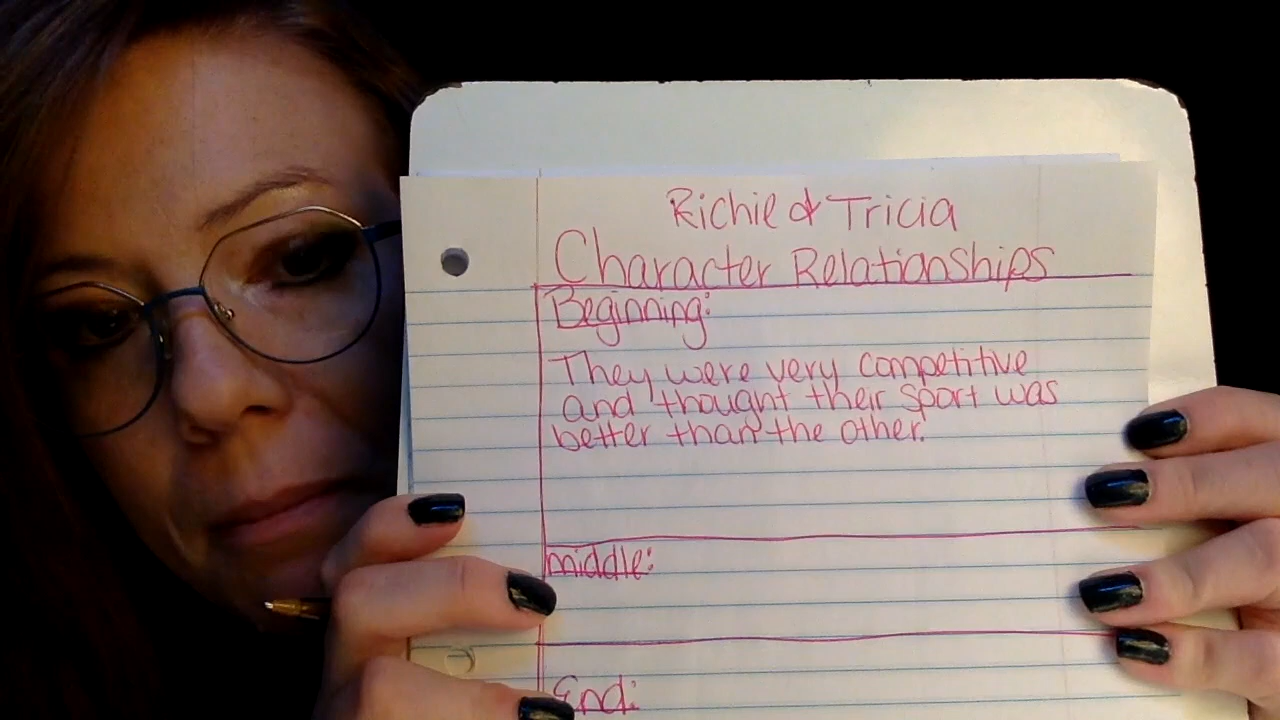 Richie & Tricia
Character Relationships
Beginning:
They were very competitive
and thought their sport was
better than the other.
middle:
End: